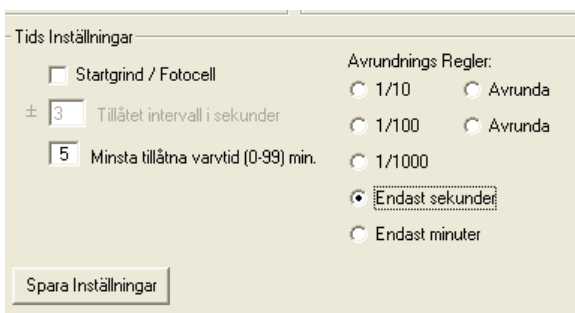 Tids Inställningar
Startgrind / Fotocell
± 3 Tillåtet intervall i sekunder
5 Minsta tillåtna varvtid (0-99) min.
Avrundnings Regler:
1/10 Avrunda
1/100 Avrunda
1/1000
Endast sekunder
Endast minuter
Spara Inställningar